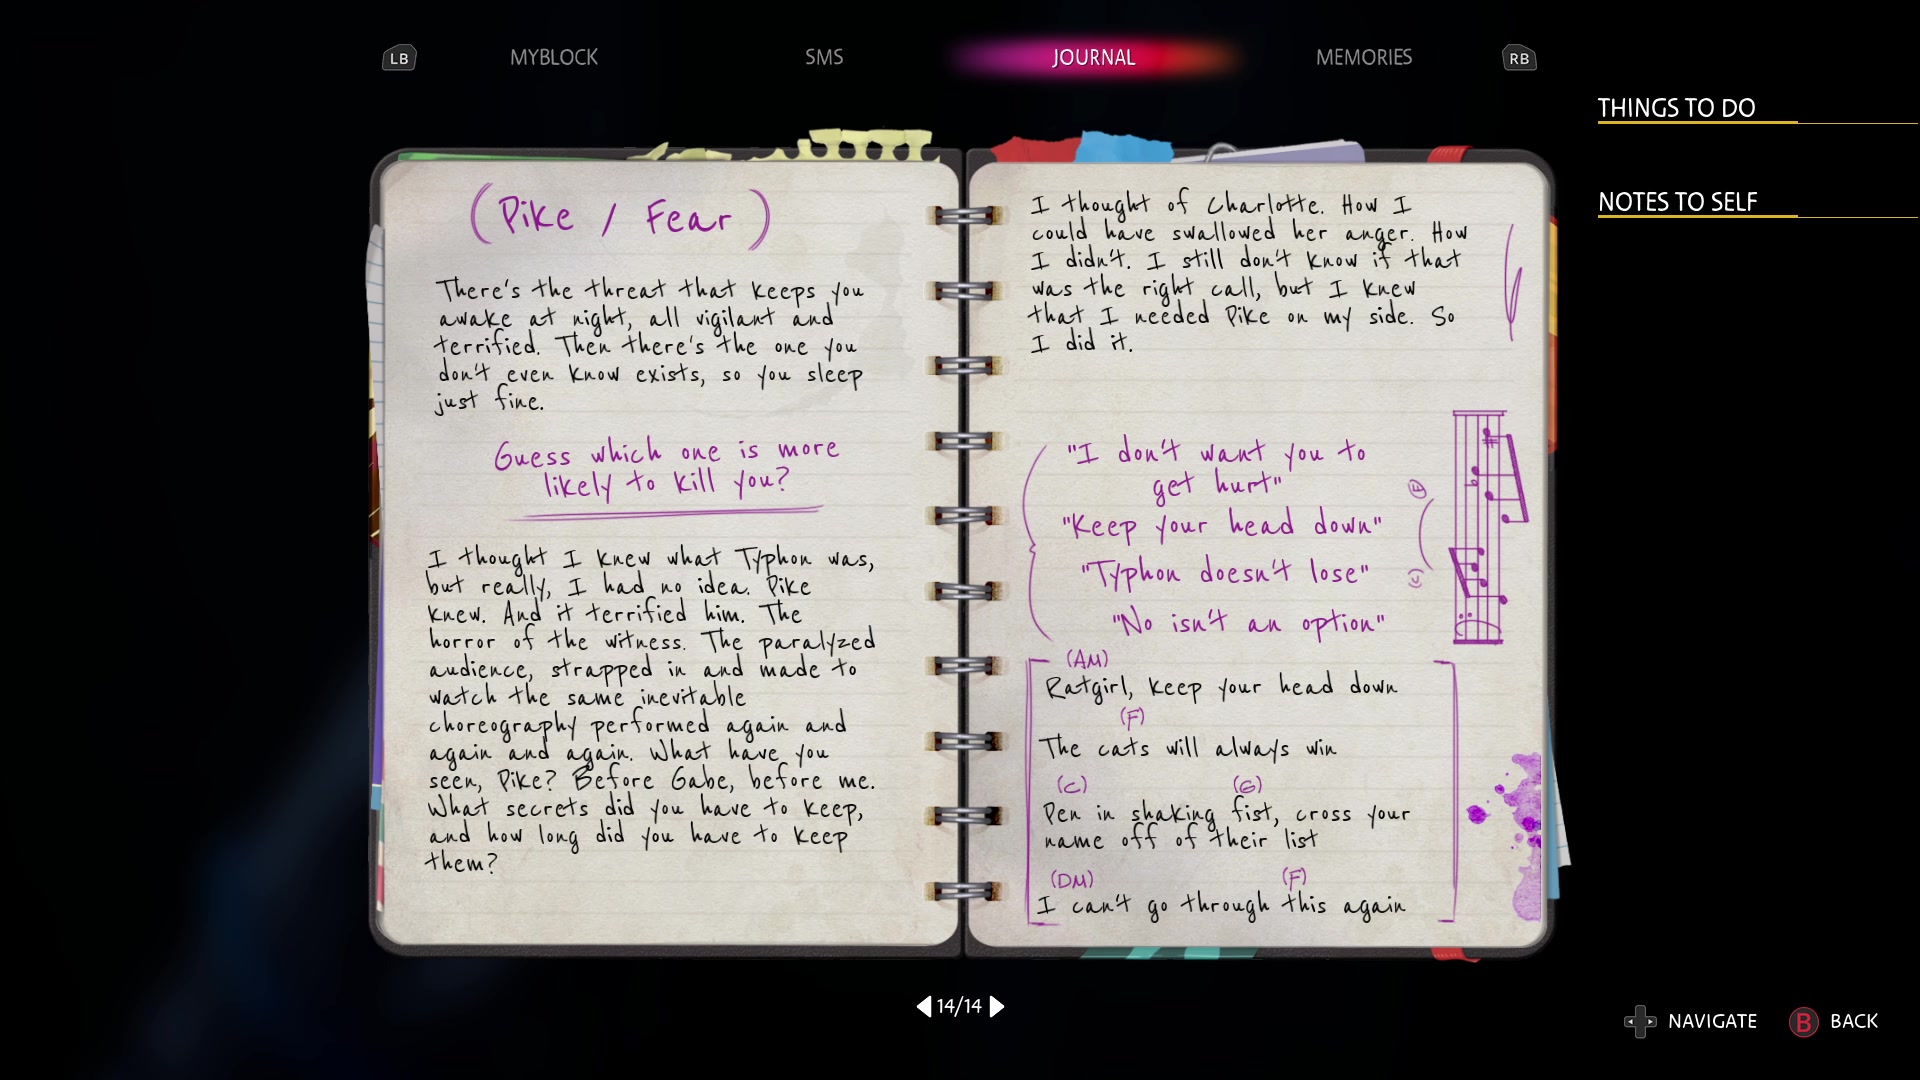 LB
MYBLOCK
SMS
JOURNAL
MEMORIES
RB
THINGS TO DO
NOTES TO SELF
(Pike / Fear)
There's the threat that keeps you
awake at night, all vigilant and
terrified. Then there's the one you
don't even know exists, so you sleep
just fine.
Guess which one is more
likely to kill you?
I thought I knew what Typhon was,
but really, I had no idea. Pike
knew. And it terrified him. The
horror of the witness. The paralyzed
audience, strapped in and made to
watch the same inevitable
choreography performed again and
again and again. What have you
seen, Pike? Before Gabe, before me.
What secrets did you have to keep,
and how long did you have to keep
them?
I thought of Charlotte. How I
could have swallowed her anger. How
I didn't. I still don't know if that
was the right call, but I knew
that I needed Pike on my side. So
I did it.
"I don't want you to
get hurt"
"Keep your head down"
"Typhon doesn't lose"
"No isn't an option"
(E)
(C)
(AM)
Ratgirl, keep your head down
(F)
The cats will always win
(C) (G)
Pen in shaking fist, cross your
name off of their list
(DM) (F)
I can't go through this again
14/14
NAVIGATE
B BACK